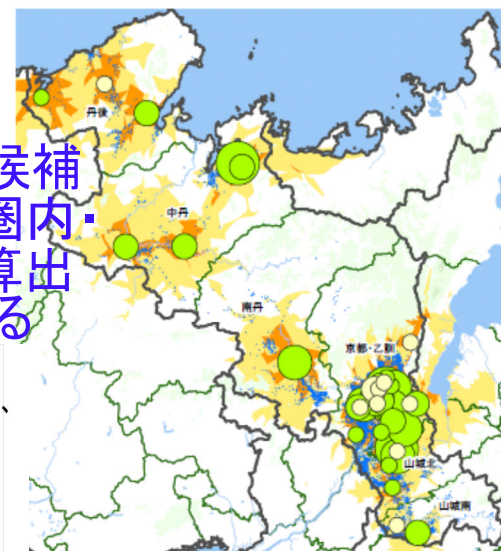 丹後
候補
圏内・
算出
る
中丹
南丹
京都・乙訓
、
山城北
山城南